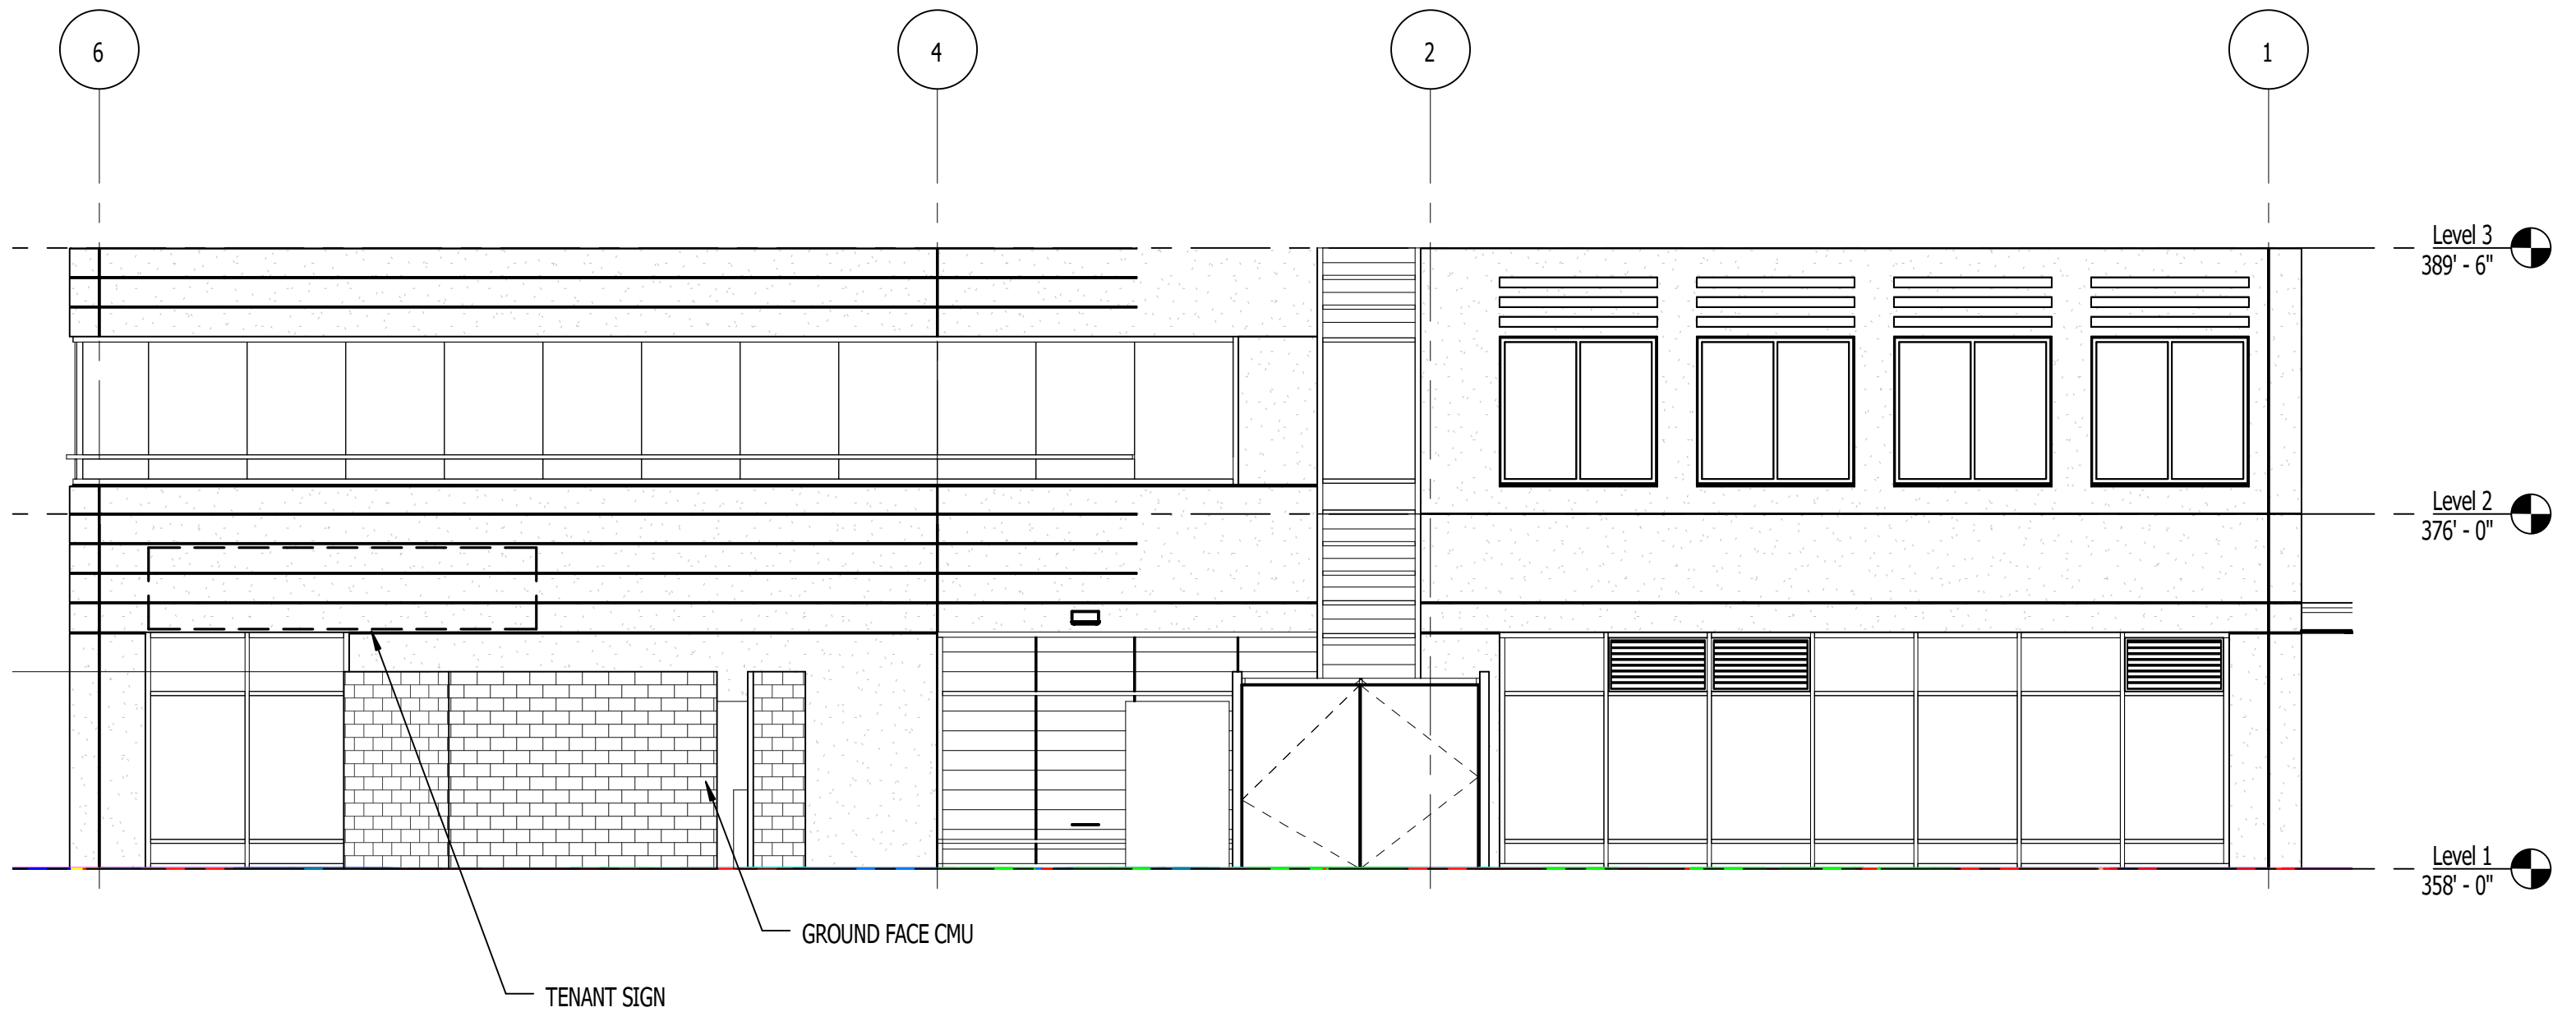 6
4
2
1
Level 3
389' - 6"
Level 2
376' - 0"
Level 1
358' - 0"
GROUND FACE CMU
TENANT SIGN